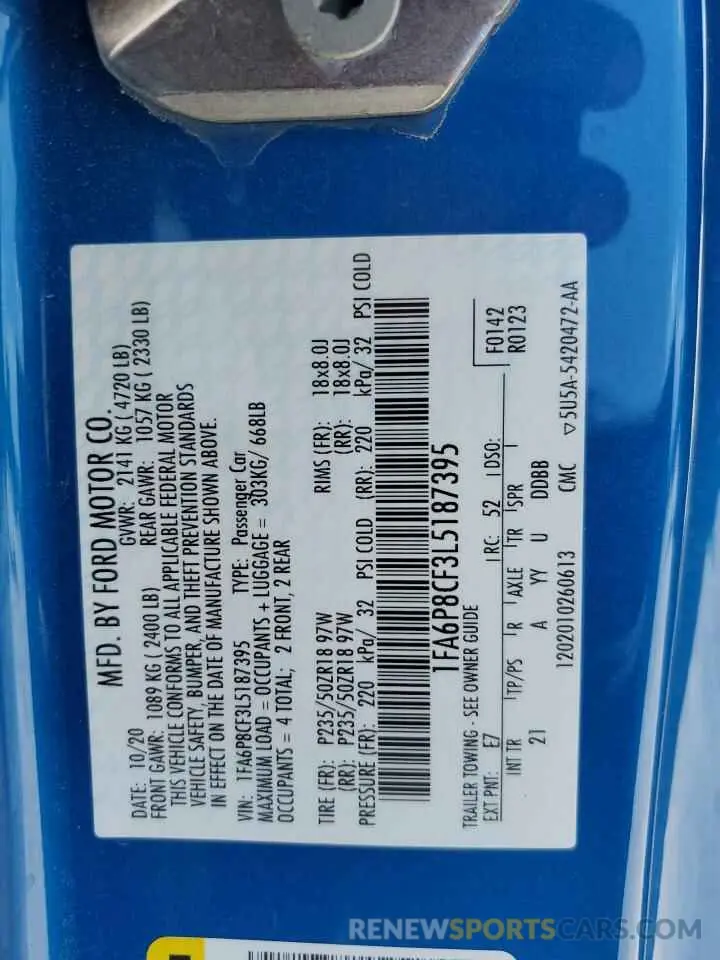 MFD. BY FORD MOTOR CO.
DATE: 10/20 GVWR: 2141 KG ( 4720 LB)
FRONT GAWR: 1089 KG ( 2400 LB) REAR GAWR: 1057 KG ( 2330 LB)
THIS VEHICLE CONFORMS TO ALL APPLICABLE FEDERAL MOTOR
VEHICLE SAFETY, BUMPER, AND THEFT PREVENTION STANDARDS
IN EFFECT ON THE DATE OF MANUFACTURE SHOWN ABOVE.
VIN: 1FA6P8CF3L5187395 TYPE: Passenger Car
MAXIMUM LOAD = OCCUPANTS + LUGGAGE = 303KG/ 668LB
OCCUPANTS = 4 TOTAL; 2 FRONT, 2 REAR
TIRE (FR): P235/50ZR18 97W RIMS (FR): 18x8.0J
(RR): P235/50ZR18 97W (RR): 18x8.0J
PRESSURE (FR): 220 kPa/ 32 PSI COLD (RR): 220 kPa/ 32 PSI COLD
1FA6P8CF3L5187395
TRAILER TOWING - SEE OWNER GUIDE F0142
EXT PNT: E7 RC: 52 DSO: R0123
INT TR TP/PS R AXLE TR SPR
21 A YY U DDBB
1202010260613 CMC ▽5U5A-5420472-AA
RENEWSPORTSCARS.COM